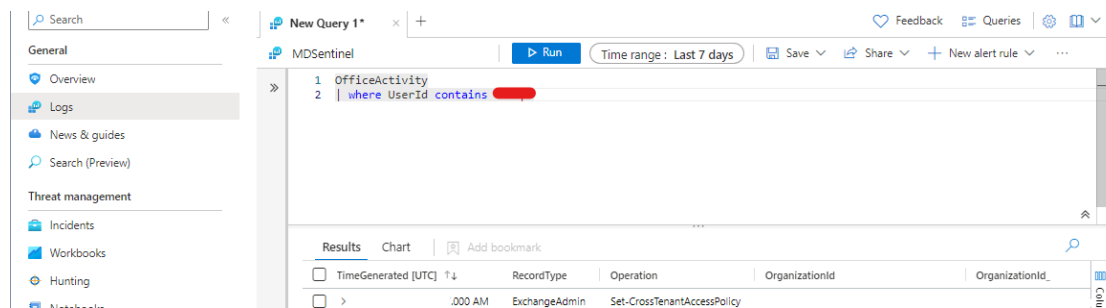 Search «
General
Overview
Logs
News & guides
Search (Preview)
Threat management
Incidents
Workbooks
Hunting
Notebooks
New Query 1* × +
Feedback Queries
MDSentinel Run Time range : Last 7 days Save Share New alert rule ...
1 OfficeActivity
2 | where UserId contains
Results Chart Add bookmark
TimeGenerated [UTC] ↑↓ RecordType Operation OrganizationId OrganizationId_
.000 AM ExchangeAdmin Set-CrossTenantAccessPolicy